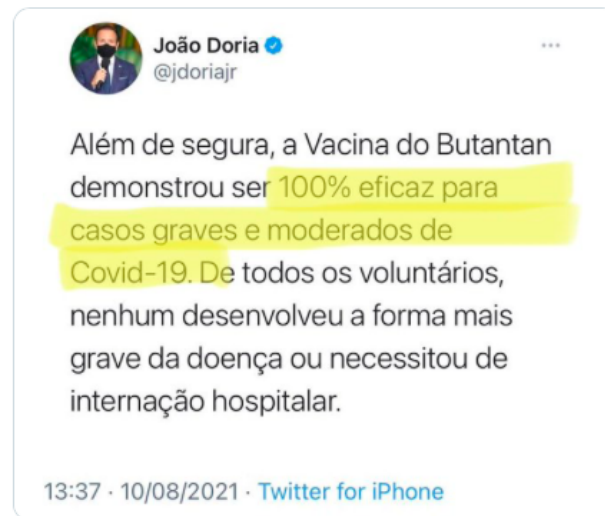 João Doria
@jdoriajr
Além de segura, a Vacina do Butantan
demonstrou ser 100% eficaz para
casos graves e moderados de
Covid-19. De todos os voluntários,
nenhum desenvolveu a forma mais
grave da doença ou necessitou de
internação hospitalar.
13:37 · 10/08/2021 · Twitter for iPhone